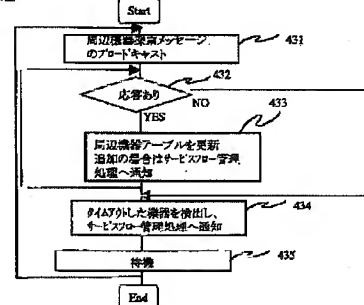 Start
周辺機器探索メッセージ
のブロードキャスト
431
432
応答あり
NO
YES
433
周辺機器テーブルを更新
追加の場合はサービスフロー管理
処理へ通知
434
タイムアウトした機器を検出し、
サービスフロー管理処理へ通知
待機
435
End